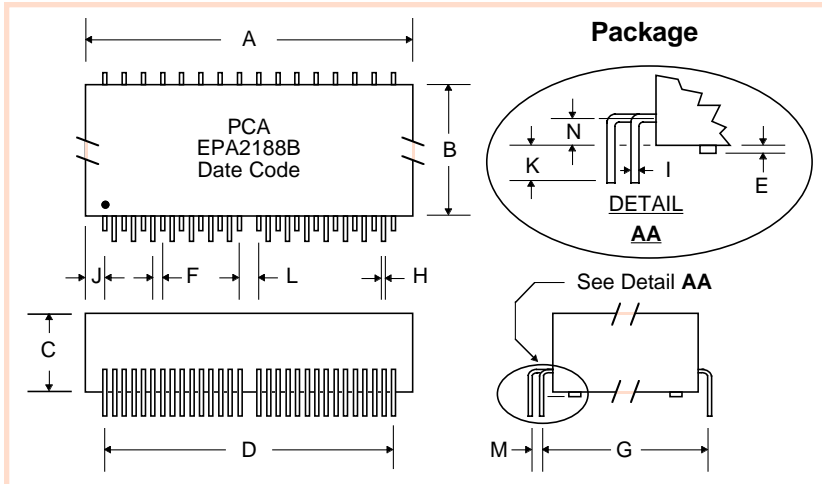 A
Package
PCA
EPA2188B
Date Code
B
N
K
I
E
DETAIL
AA
J
F
L
H
See Detail AA
C
D
M
G